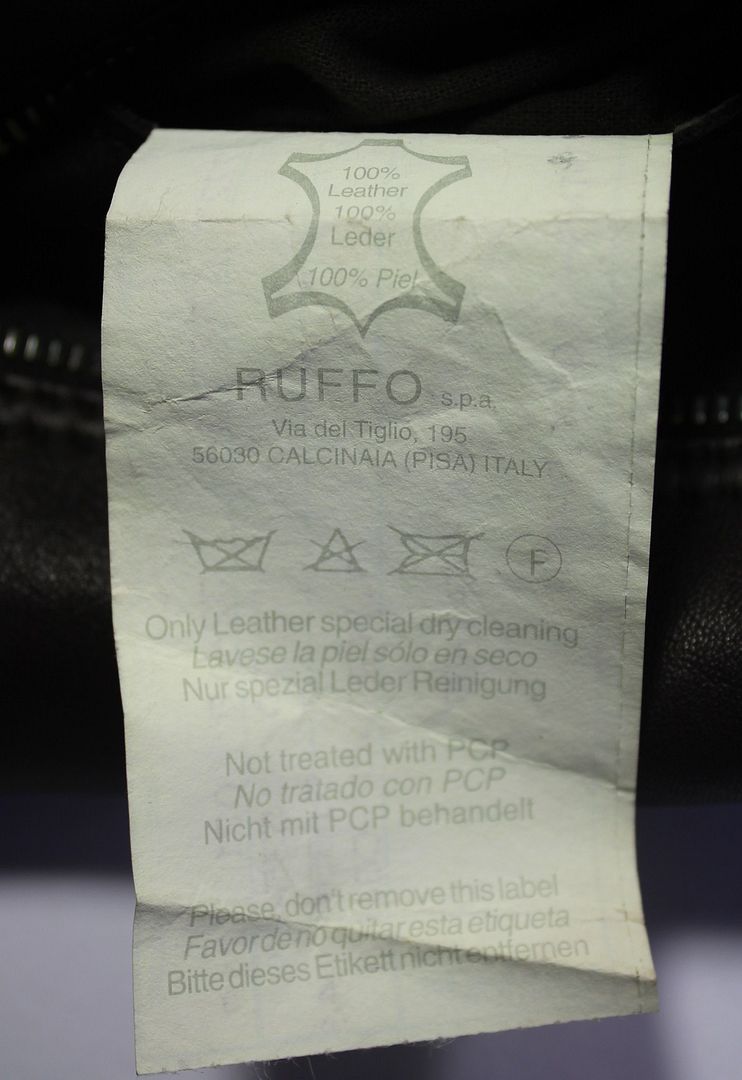 100%
Leather
100%
Leder
100% Piel
RUFFO s.p.a.
Via del Tiglio, 195
56030 CALCINAIA (PISA) ITALY
A
F
Only Leather special dry cleaning
Lavese la piel sólo en seco
Nur spezial Leder Reinigung
Not treated with PCP
No tratado con PCP
Nicht mit PCP behandelt
Please, don't remove this label
Favor de no quitar esta etiqueta
Bitte dieses Etikett nicht entfernen